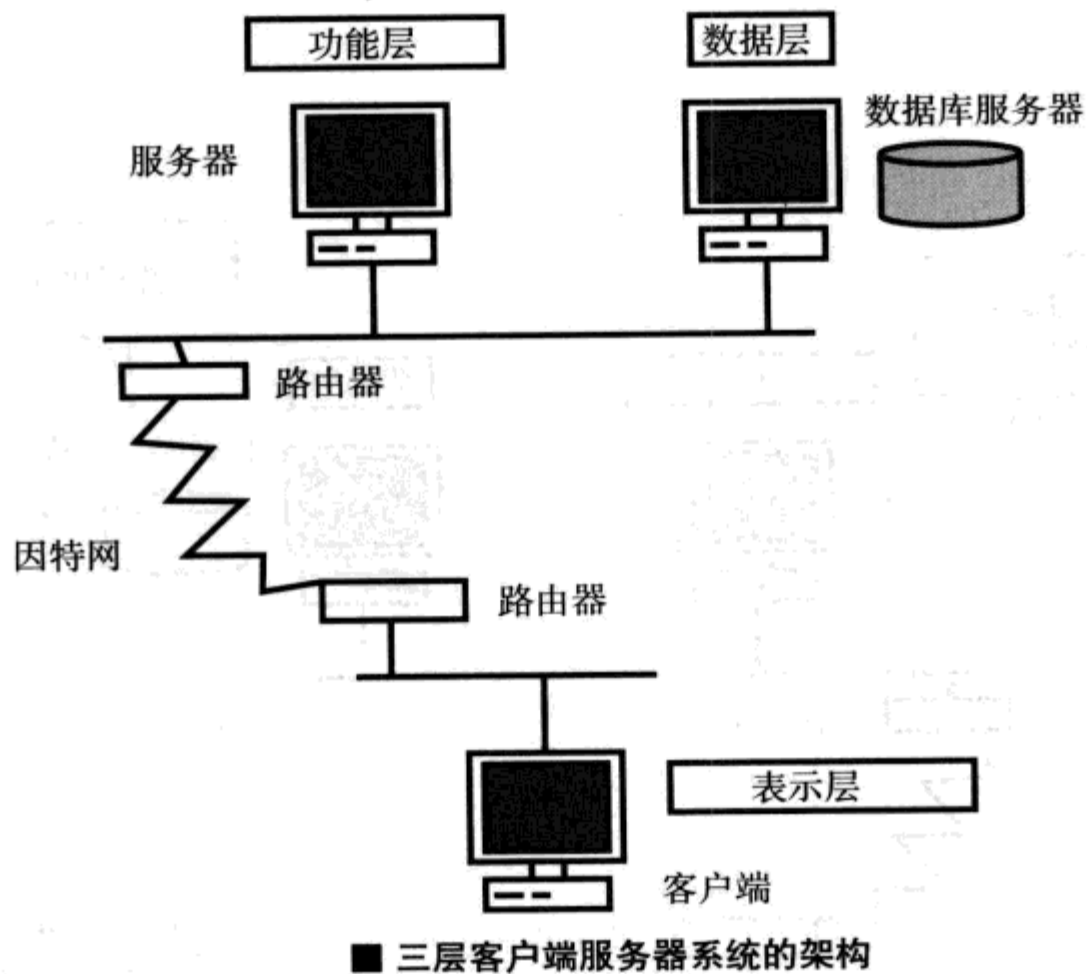 功能层
数据层
数据库服务器
服务器
路由器
因特网
路由器
表示层
客户端
■ 三层客户端服务器系统的架构